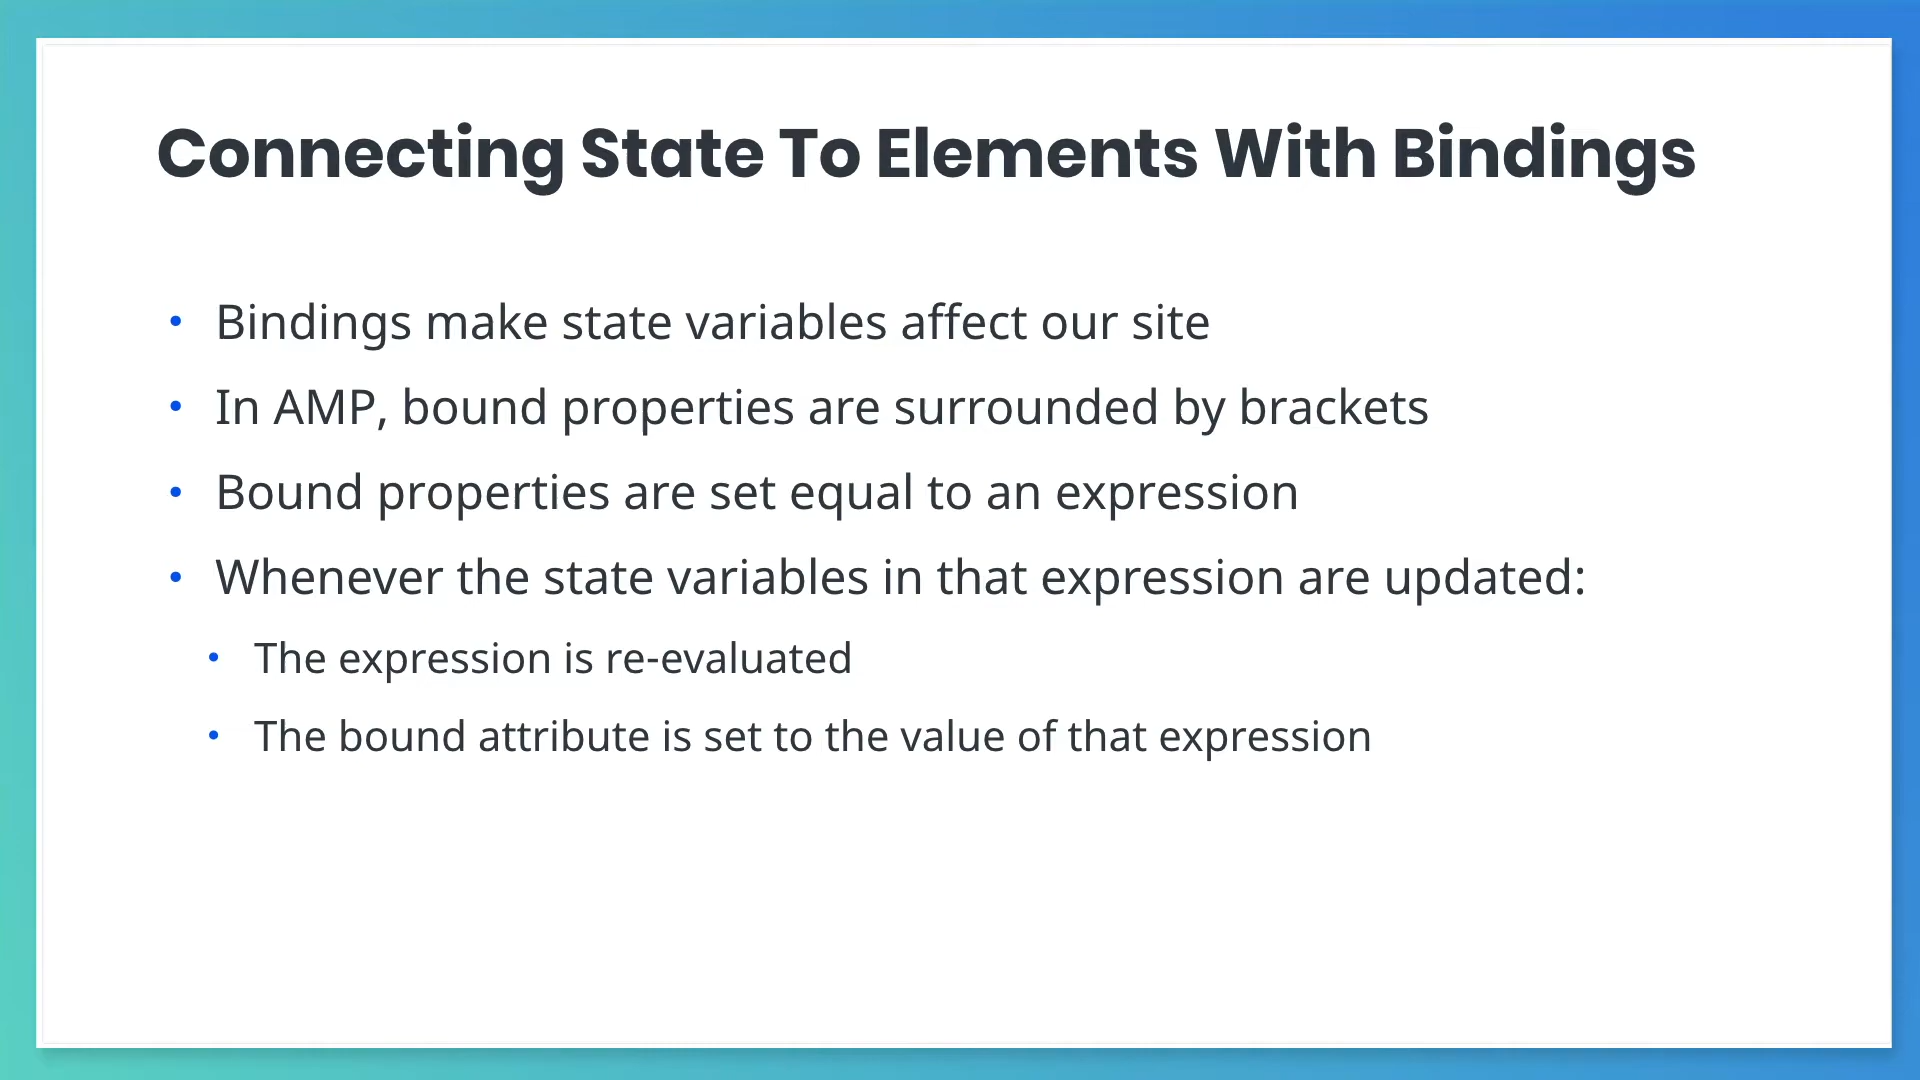 Connecting State To Elements With Bindings
• Bindings make state variables affect our site
• In AMP, bound properties are surrounded by brackets
• Bound properties are set equal to an expression
• Whenever the state variables in that expression are updated:
• The expression is re-evaluated
• The bound attribute is set to the value of that expression